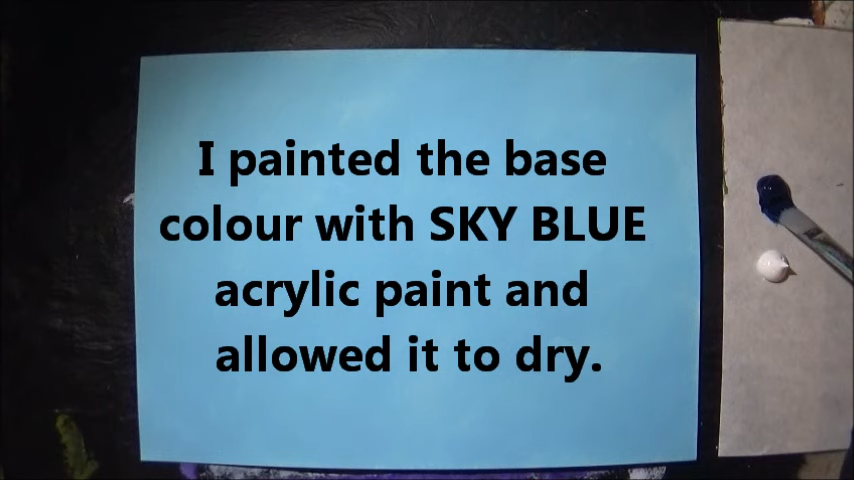 I painted the base
colour with SKY BLUE
acrylic paint and
allowed it to dry.